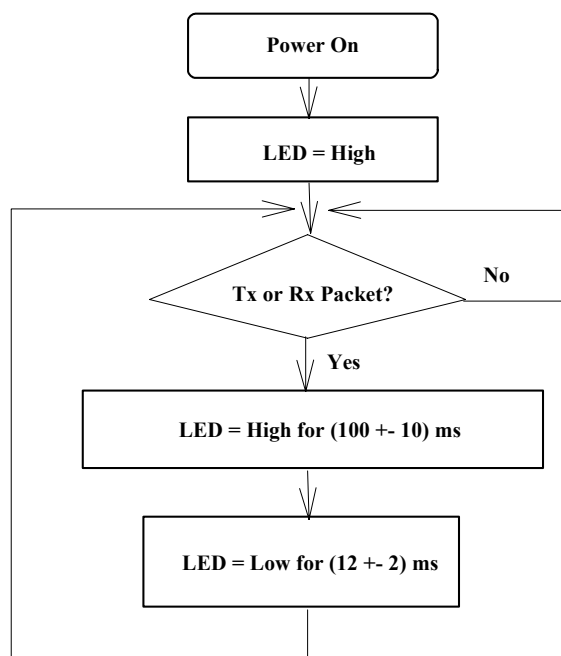 Power On
LED = High
Tx or Rx Packet?
No
Yes
LED = High for (100 +- 10) ms
LED = Low for (12 +- 2) ms